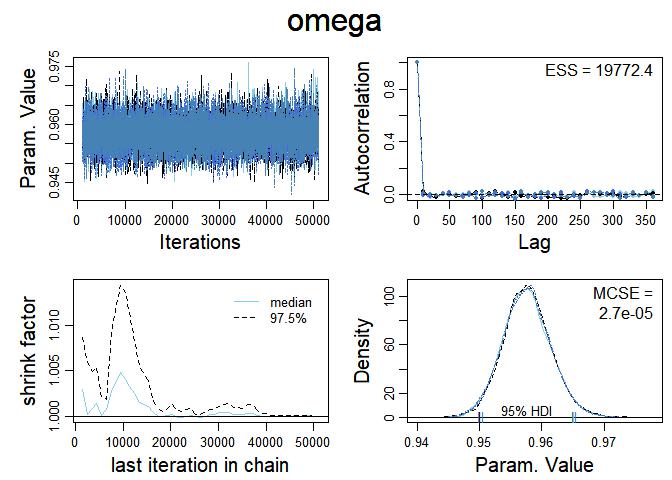 omega
0.975
0.960
0.945
Param. Value
0 10000 20000 30000 40000 50000
Iterations
ESS = 19772.4
0.8
0.4
0.0
Autocorrelation
0 50 100 150 200 250 300 350
Lag
median
97.5%
1.010
1.005
1.000
shrink factor
0 10000 20000 30000 40000 50000
last iteration in chain
MCSE =
2.7e-05
100
60
20
0
Density
95% HDI
0.94 0.95 0.96 0.97
Param. Value